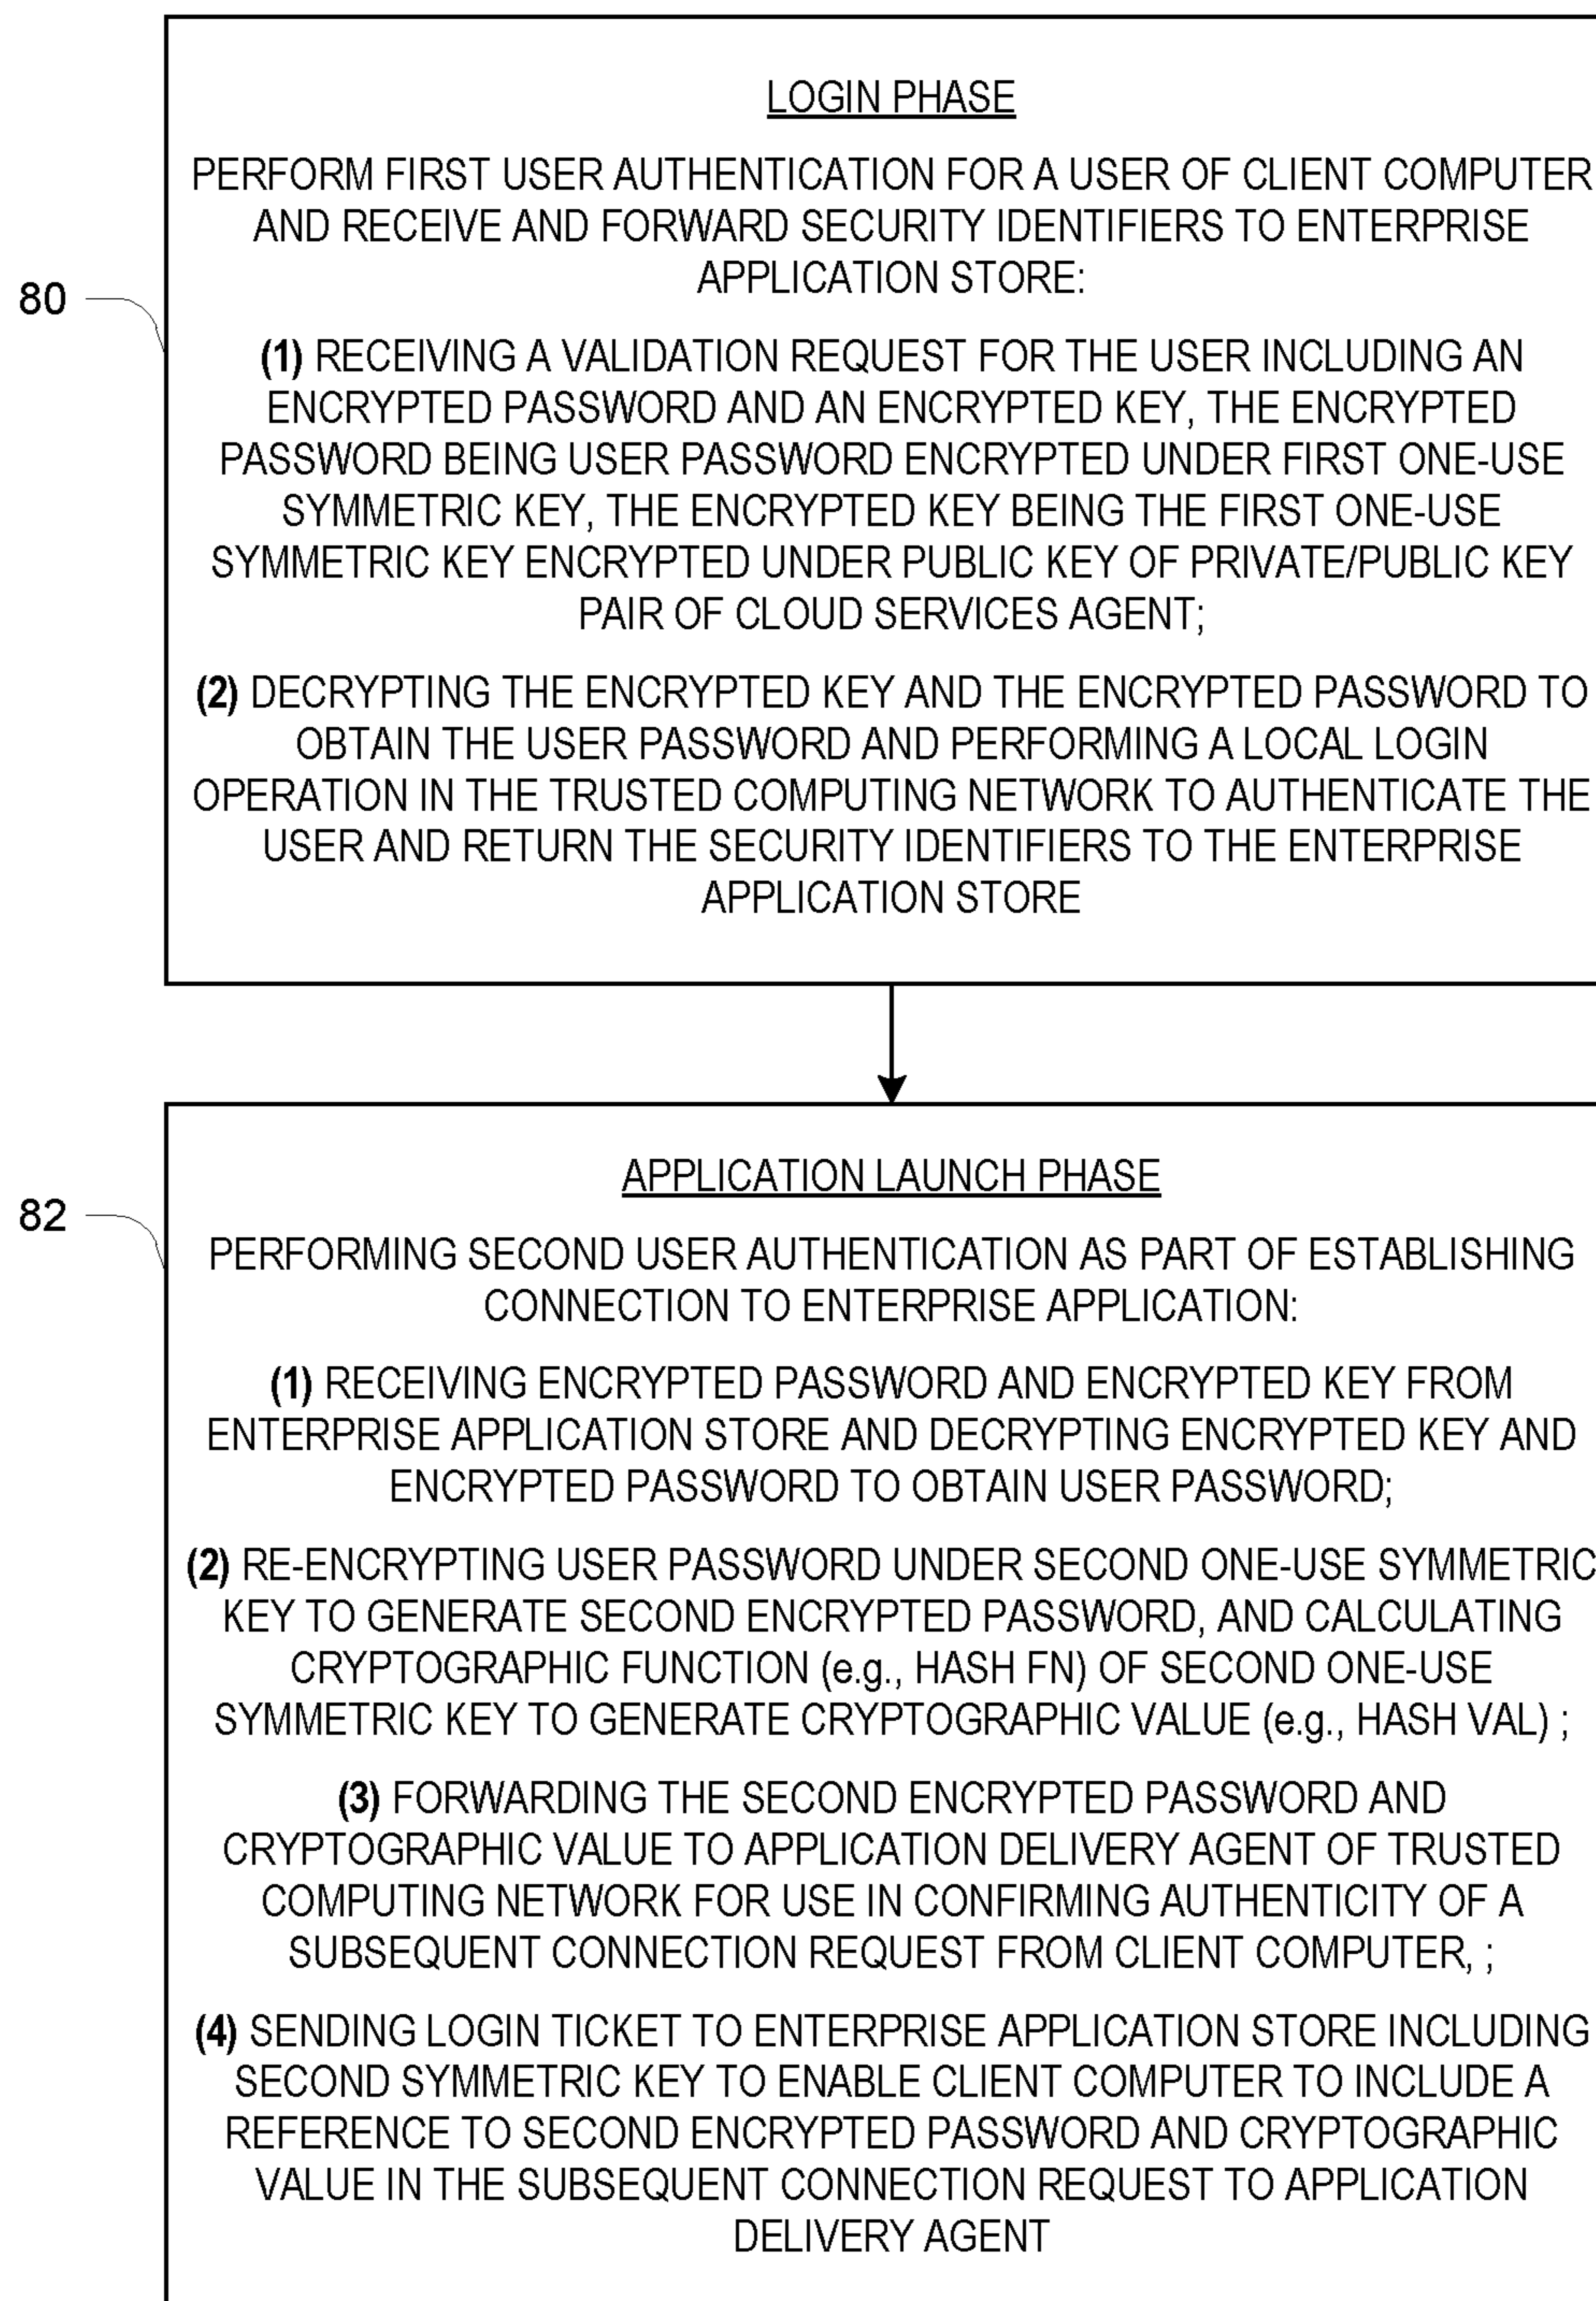 LOGIN PHASE
PERFORM FIRST USER AUTHENTICATION FOR A USER OF CLIENT COMPUTER
AND RECEIVE AND FORWARD SECURITY IDENTIFIERS TO ENTERPRISE
APPLICATION STORE:
80
(1) RECEIVING A VALIDATION REQUEST FOR THE USER INCLUDING AN
ENCRYPTED PASSWORD AND AN ENCRYPTED KEY, THE ENCRYPTED
PASSWORD BEING USER PASSWORD ENCRYPTED UNDER FIRST ONE-USE
SYMMETRIC KEY, THE ENCRYPTED KEY BEING THE FIRST ONE-USE
SYMMETRIC KEY ENCRYPTED UNDER PUBLIC KEY OF PRIVATE/PUBLIC KEY
PAIR OF CLOUD SERVICES AGENT;
(2) DECRYPTING THE ENCRYPTED KEY AND THE ENCRYPTED PASSWORD TO
OBTAIN THE USER PASSWORD AND PERFORMING A LOCAL LOGIN
OPERATION IN THE TRUSTED COMPUTING NETWORK TO AUTHENTICATE THE
USER AND RETURN THE SECURITY IDENTIFIERS TO THE ENTERPRISE
APPLICATION STORE
APPLICATION LAUNCH PHASE
82
PERFORMING SECOND USER AUTHENTICATION AS PART OF ESTABLISHING
CONNECTION TO ENTERPRISE APPLICATION:
(1) RECEIVING ENCRYPTED PASSWORD AND ENCRYPTED KEY FROM
ENTERPRISE APPLICATION STORE AND DECRYPTING ENCRYPTED KEY AND
ENCRYPTED PASSWORD TO OBTAIN USER PASSWORD;
(2) RE-ENCRYPTING USER PASSWORD UNDER SECOND ONE-USE SYMMETRIC
KEY TO GENERATE SECOND ENCRYPTED PASSWORD, AND CALCULATING
CRYPTOGRAPHIC FUNCTION (e.g., HASH FN) OF SECOND ONE-USE
SYMMETRIC KEY TO GENERATE CRYPTOGRAPHIC VALUE (e.g., HASH VAL) ;
(3) FORWARDING THE SECOND ENCRYPTED PASSWORD AND
CRYPTOGRAPHIC VALUE TO APPLICATION DELIVERY AGENT OF TRUSTED
COMPUTING NETWORK FOR USE IN CONFIRMING AUTHENTICITY OF A
SUBSEQUENT CONNECTION REQUEST FROM CLIENT COMPUTER, ;
(4) SENDING LOGIN TICKET TO ENTERPRISE APPLICATION STORE INCLUDING
SECOND SYMMETRIC KEY TO ENABLE CLIENT COMPUTER TO INCLUDE A
REFERENCE TO SECOND ENCRYPTED PASSWORD AND CRYPTOGRAPHIC
VALUE IN THE SUBSEQUENT CONNECTION REQUEST TO APPLICATION
DELIVERY AGENT